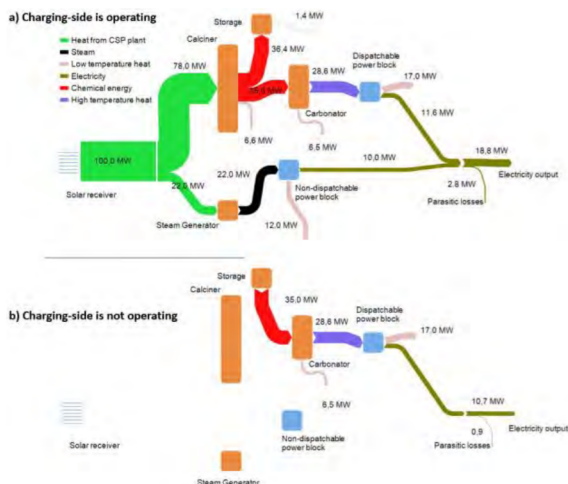 a) Charging-side is operating
Heat from CSP plant
Steam
Low temperature heat
Electricity
Chemical energy
High temperature heat
Storage
1,4 MW
Calciner
78,0 MW
36,4 MW
28,6 MW
Dispatchable
power block
17,0 MW
Carbonator
6,6 MW
6,5 MW
11,6 MW
100,0 MW
Solar receiver
22,0 MW
22,0 MW
10,0 MW
18,8 MW
Electricity output
2,8 MW
Parasitic losses
Non-dispatchable
power block
Steam Generator
12,0 MW
b) Charging-side is not operating
Storage
Calciner
35,0 MW
28,6 MW
Dispatchable
power block
17,0 MW
Carbonator
6,5 MW
10,7 MW
Electricity output
0,9
Parasitic losses
Solar receiver
Non-dispatchable
power block
Steam Generator